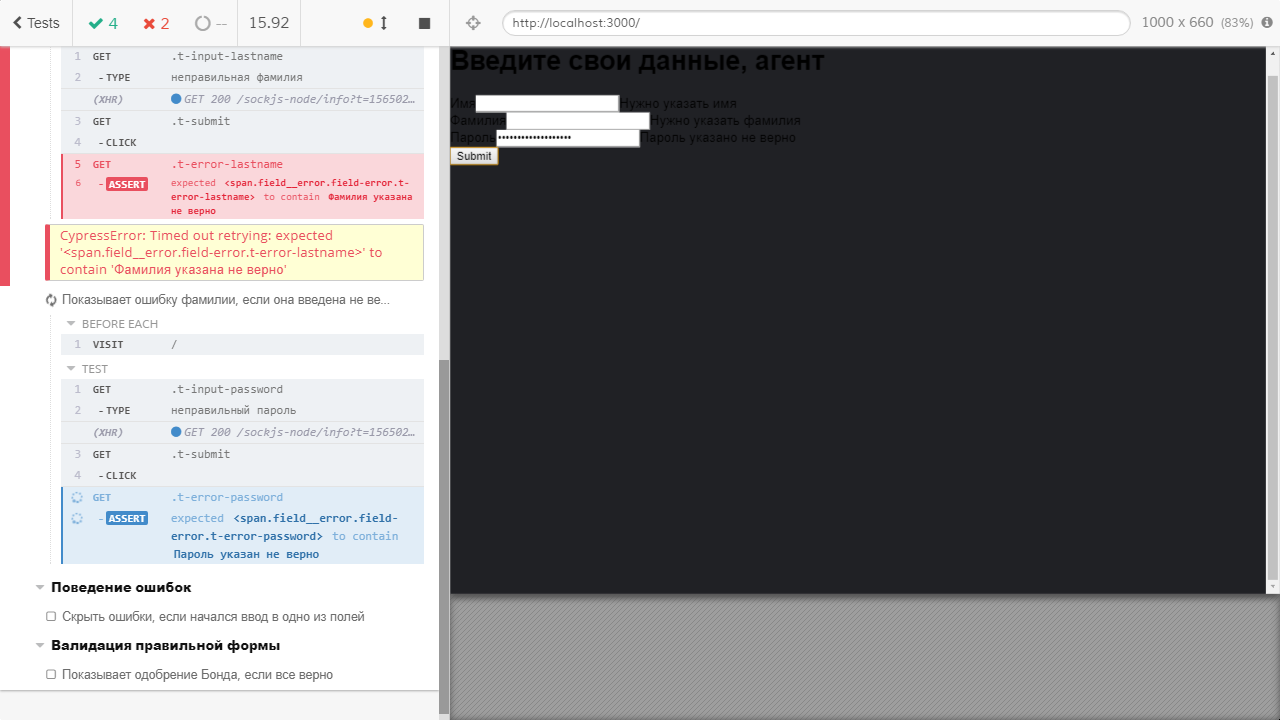 Tests 4 2 -- 15.92
http://localhost:3000/ 1000 x 660 (83%)
1 GET .t-input-lastname
2 - TYPE неправильная фамилия
(XHR) GET 200 /sockjs-node/info?t=156502…
3 GET .t-submit
4 - CLICK
5 GET .t-error-lastname
6 - ASSERT expected <span.field__error.field-error.t-
error-lastname> to contain Фамилия указана
не верно
CypressError: Timed out retrying: expected
'<span.field__error.field-error.t-error-lastname>' to
contain 'Фамилия указана не верно'
Показывает ошибку фамилии, если она введена не ве...
BEFORE EACH
1 VISIT /
TEST
1 GET .t-input-password
2 - TYPE неправильный пароль
(XHR) GET 200 /sockjs-node/info?t=156502…
3 GET .t-submit
4 - CLICK
GET .t-error-password
- ASSERT expected <span.field__error.field-
error.t-error-password> to contain
Пароль указан не верно
Поведение ошибок
Скрыть ошибки, если начался ввод в одно из полей
Валидация правильной формы
Показывает одобрение Бонда, если все верно
Введите свои данные, агент
Имя Нужно указать имя
Фамилия Нужно указать фамилия
Пароль ••••••••••••••••••• Пароль указано не верно
Submit